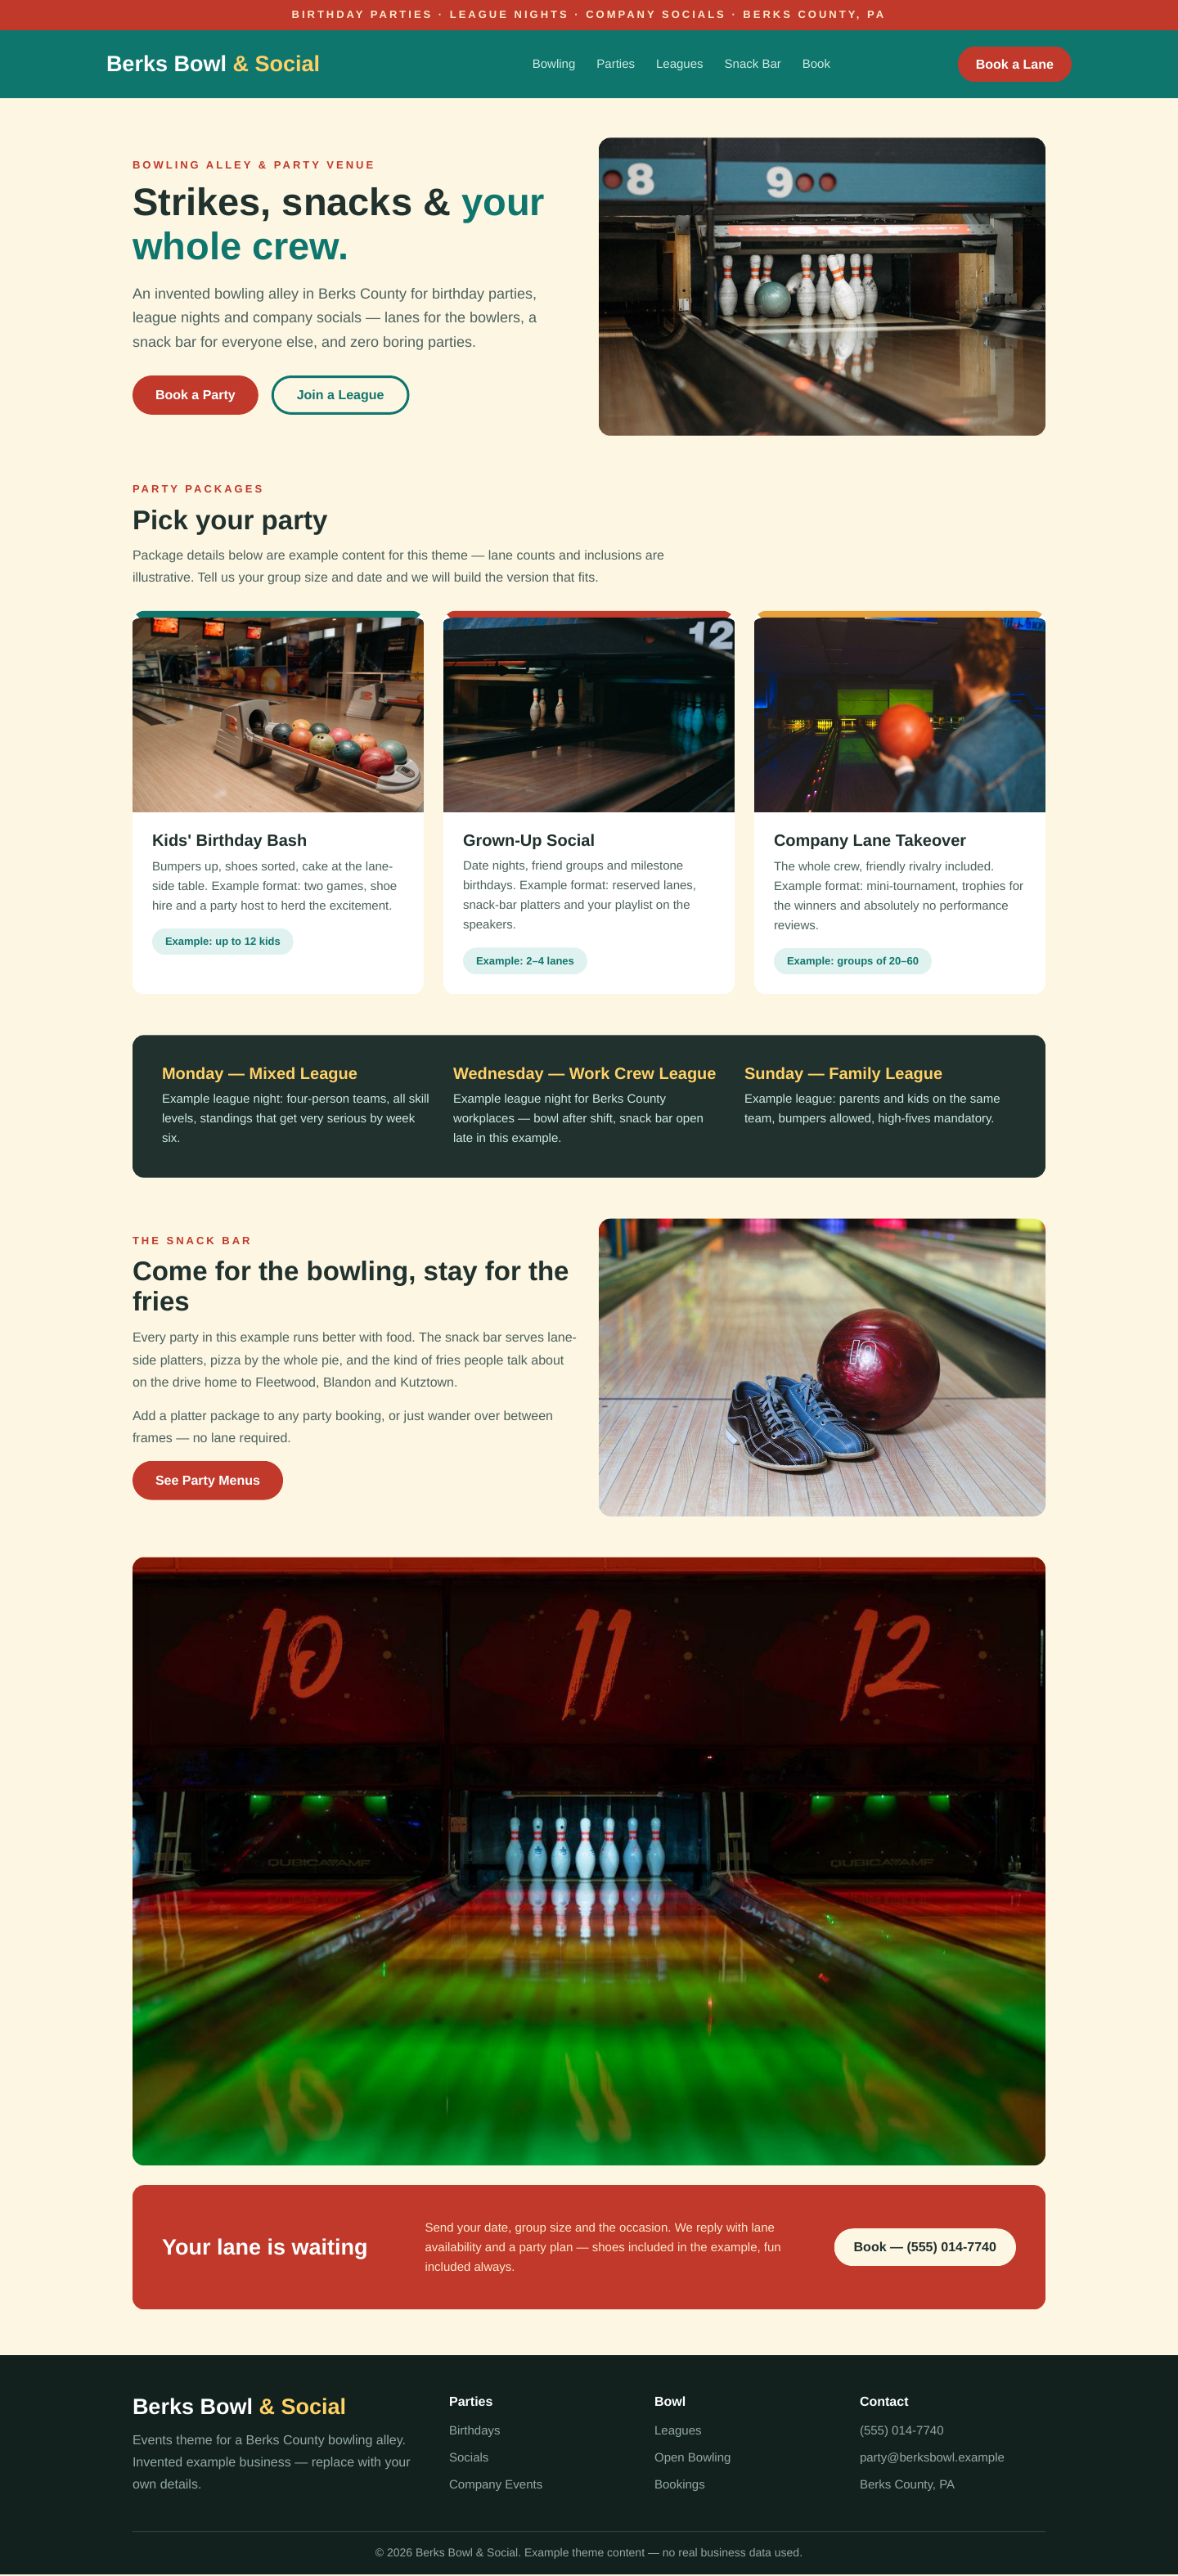 BIRTHDAY PARTIES · LEAGUE NIGHTS · COMPANY SOCIALS · BERKS COUNTY, PA
Berks Bowl & Social
Bowling
Parties
Leagues
Snack Bar
Book
Book a Lane
BOWLING ALLEY & PARTY VENUE
Strikes, snacks & your
whole crew.
An invented bowling alley in Berks County for birthday parties,
league nights and company socials — lanes for the bowlers, a
snack bar for everyone else, and zero boring parties.
Book a Party
Join a League
8
9
STOP
PARTY PACKAGES
Pick your party
Package details below are example content for this theme — lane counts and inclusions are
illustrative. Tell us your group size and date and we will build the version that fits.
12
Kids' Birthday Bash
Bumpers up, shoes sorted, cake at the lane-
side table. Example format: two games, shoe
hire and a party host to herd the excitement.
Example: up to 12 kids
Grown-Up Social
Date nights, friend groups and milestone
birthdays. Example format: reserved lanes,
snack-bar platters and your playlist on the
speakers.
Example: 2–4 lanes
Company Lane Takeover
The whole crew, friendly rivalry included.
Example format: mini-tournament, trophies for
the winners and absolutely no performance
reviews.
Example: groups of 20–60
Monday — Mixed League
Example league night: four-person teams, all skill
levels, standings that get very serious by week
six.
Wednesday — Work Crew League
Example league night for Berks County
workplaces — bowl after shift, snack bar open
late in this example.
Sunday — Family League
Example league: parents and kids on the same
team, bumpers allowed, high-fives mandatory.
THE SNACK BAR
Come for the bowling, stay for the
fries
Every party in this example runs better with food. The snack bar serves lane-
side platters, pizza by the whole pie, and the kind of fries people talk about
on the drive home to Fleetwood, Blandon and Kutztown.
Add a platter package to any party booking, or just wander over between
frames — no lane required.
See Party Menus
10
10
11
12
QUBICAAMF
QUBICAAMF
Your lane is waiting
Send your date, group size and the occasion. We reply with lane
availability and a party plan — shoes included in the example, fun
included always.
Book — (555) 014-7740
Berks Bowl & Social
Events theme for a Berks County bowling alley.
Invented example business — replace with your
own details.
Parties
Birthdays
Socials
Company Events
Bowl
Leagues
Open Bowling
Bookings
Contact
(555) 014-7740
party@berksbowl.example
Berks County, PA
© 2026 Berks Bowl & Social. Example theme content — no real business data used.